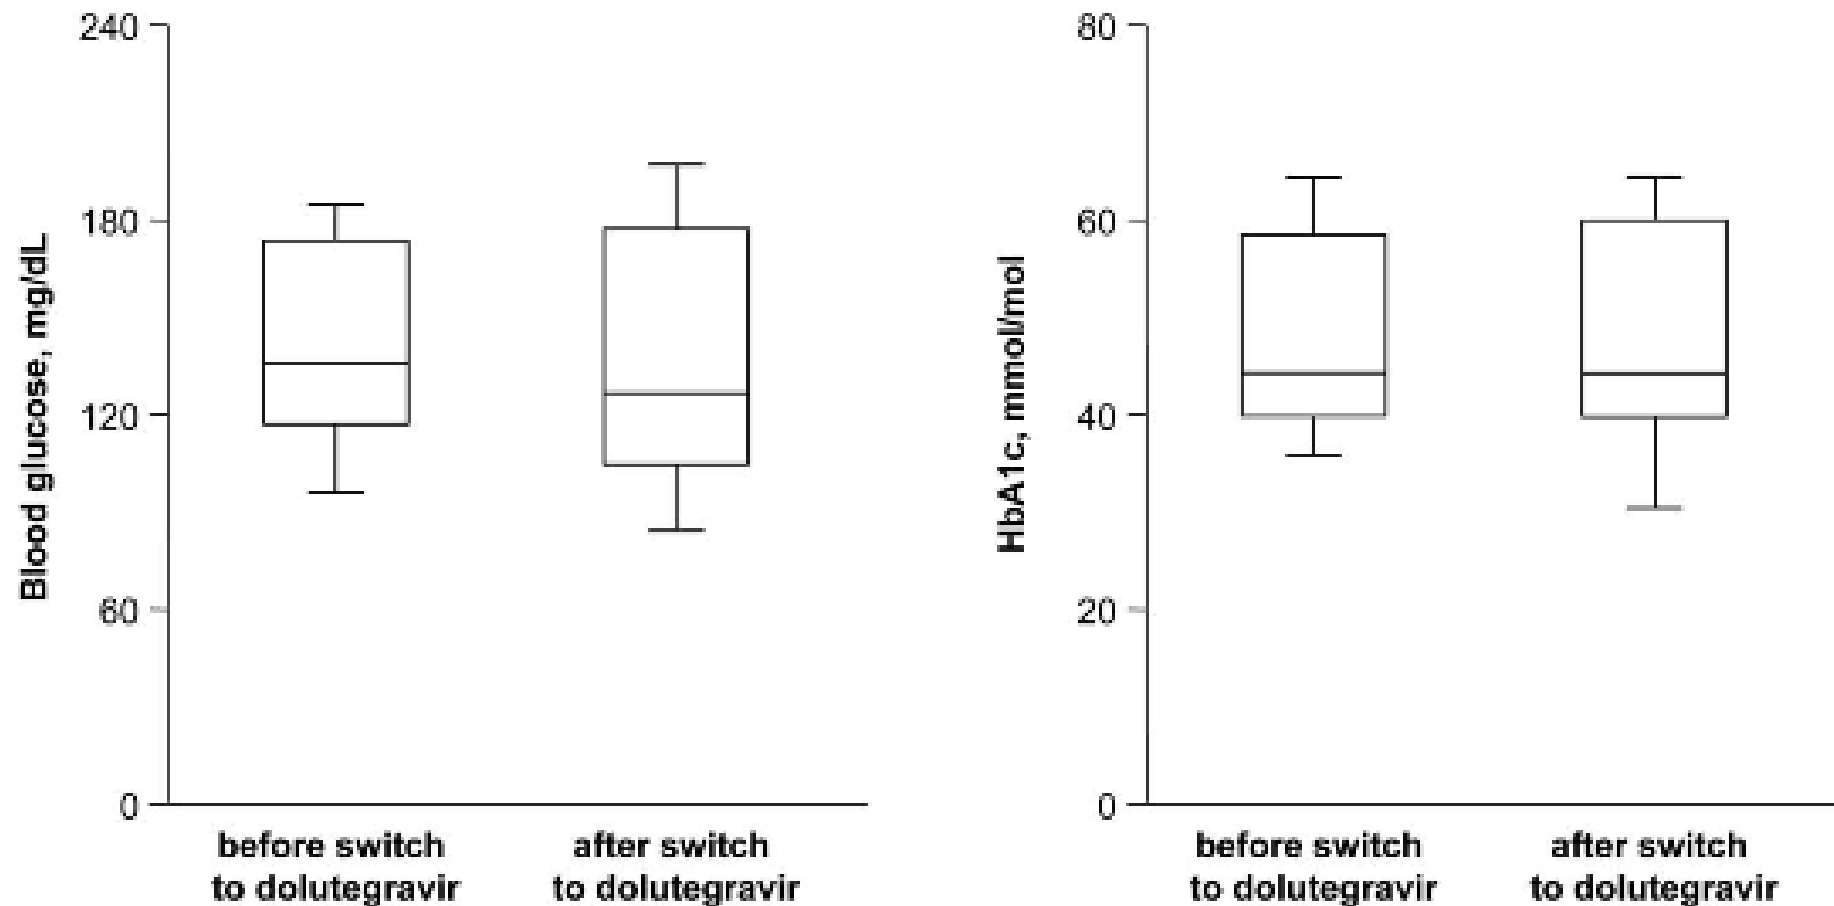 Blood glucose, mg/dL
240
180
120
60
0
before switch
to dolutegravir
after switch
to dolutegravir
HbA1c, mmol/mol
80
60
40
20
0
before switch
to dolutegravir
after switch
to dolutegravir